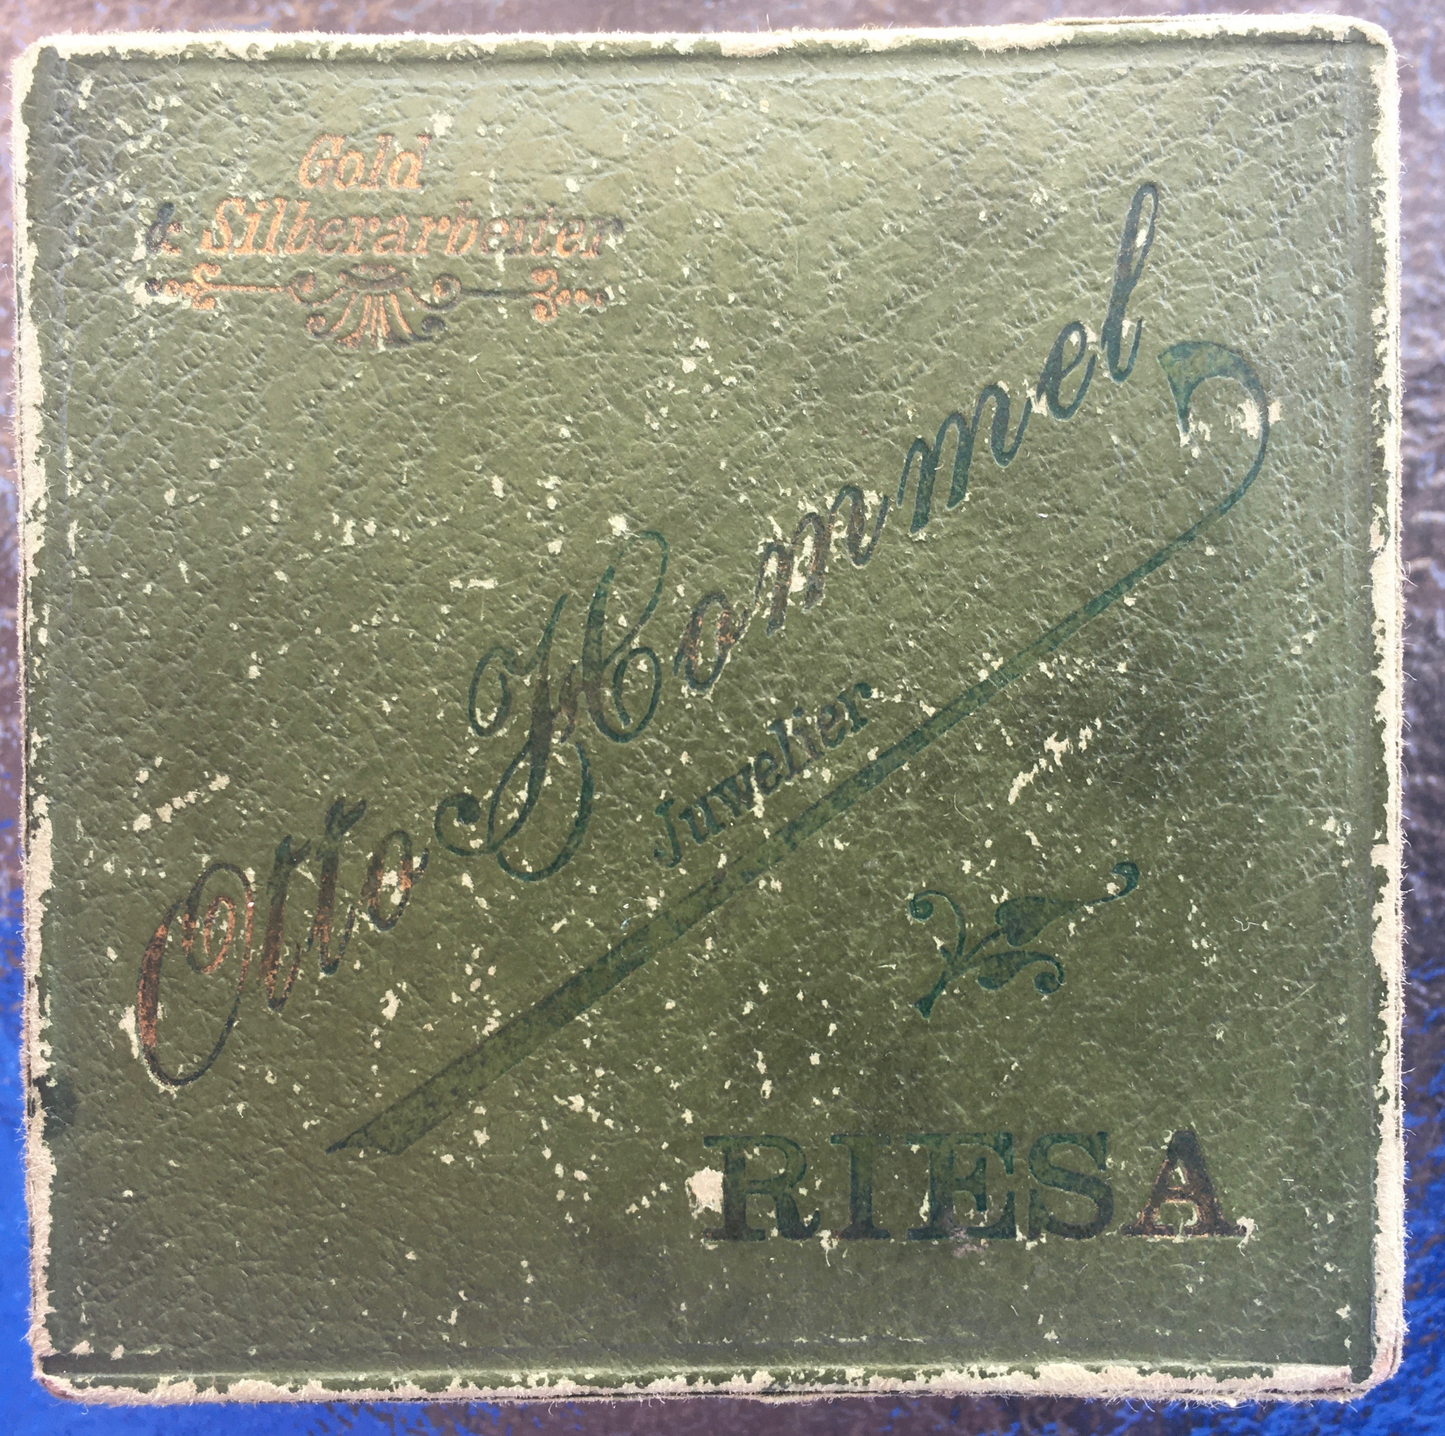 Gold
& Silberarbeiter
Otto Hommel
Juwelier
RIESA